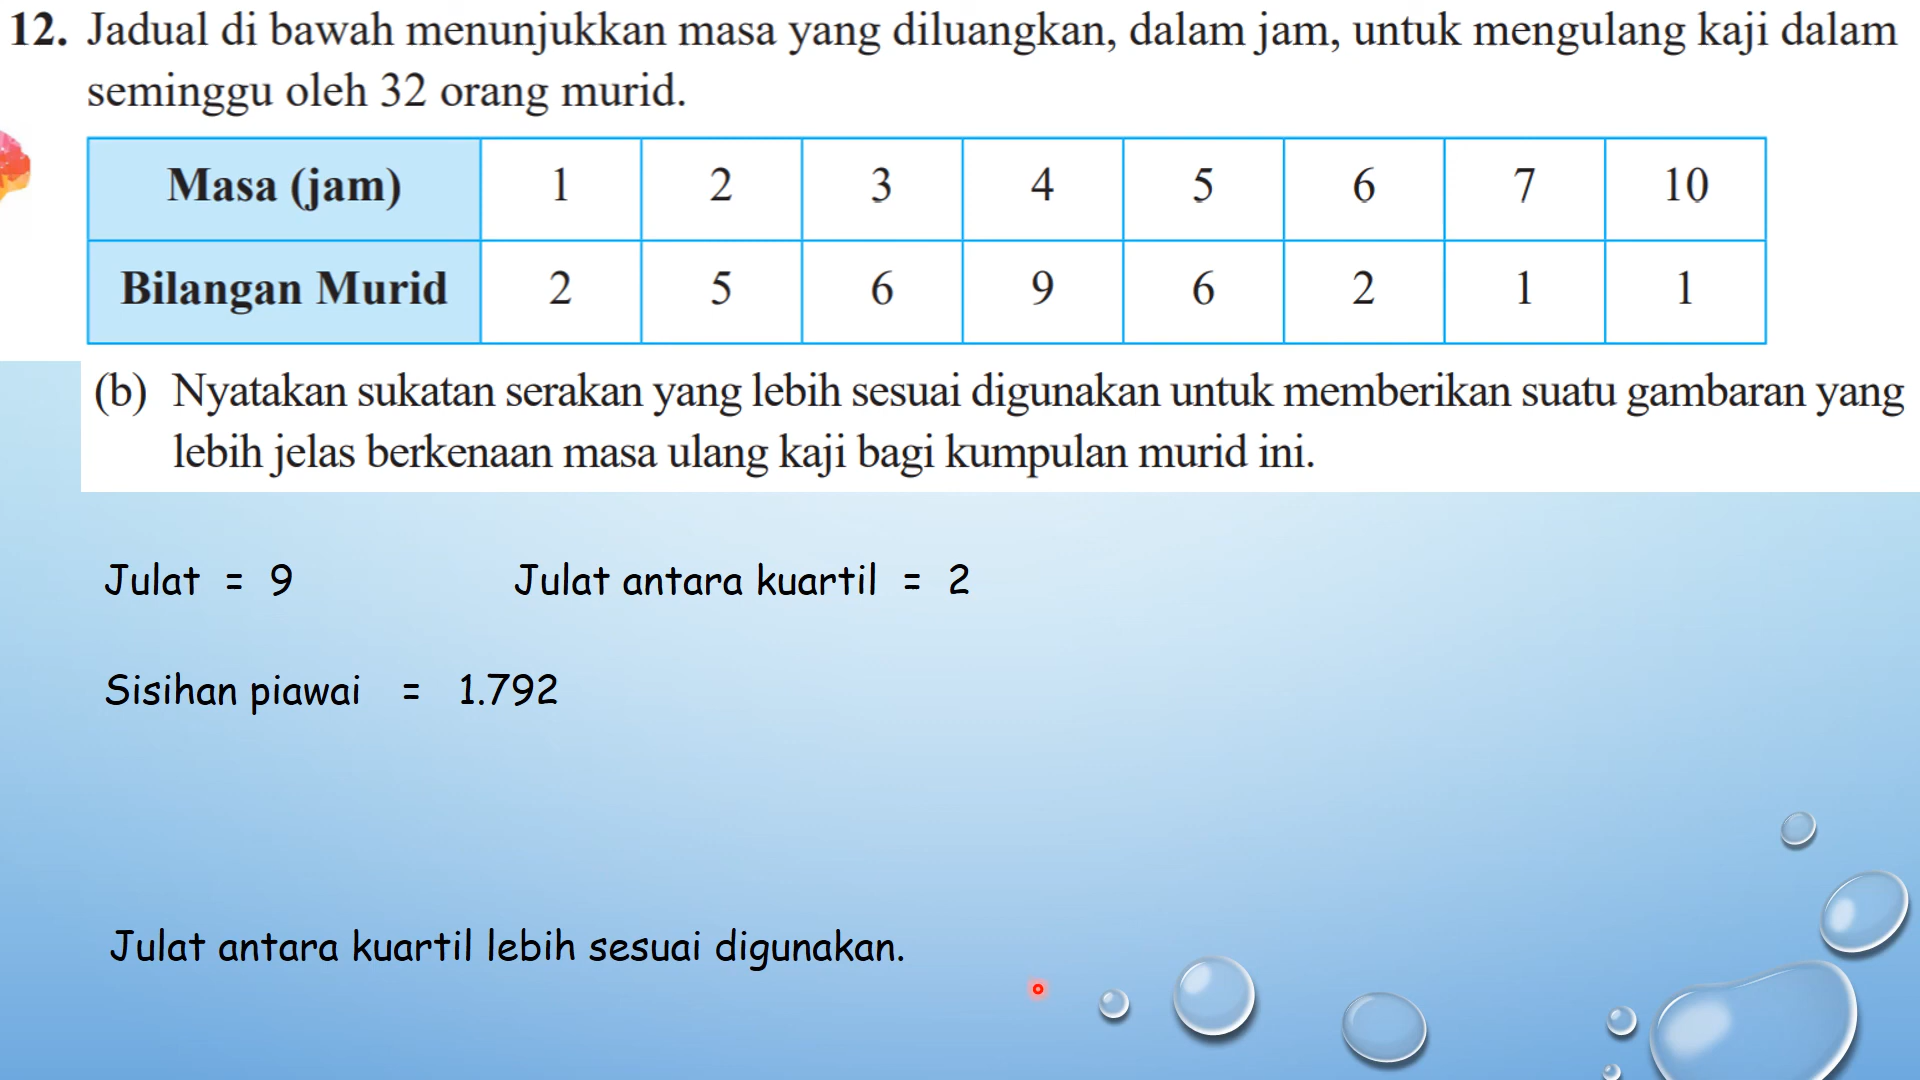 12. Jadual di bawah menunjukkan masa yang diluangkan, dalam jam, untuk mengulang kaji dalam
seminggu oleh 32 orang murid.
Masa (jam) 1 2 3 4 5 6 7 10
Bilangan Murid 2 5 6 9 6 2 1 1
(b) Nyatakan sukatan serakan yang lebih sesuai digunakan untuk memberikan suatu gambaran yang
lebih jelas berkenaan masa ulang kaji bagi kumpulan murid ini.
Julat = 9 Julat antara kuartil = 2
Sisihan piawai = 1.792
Julat antara kuartil lebih sesuai digunakan.